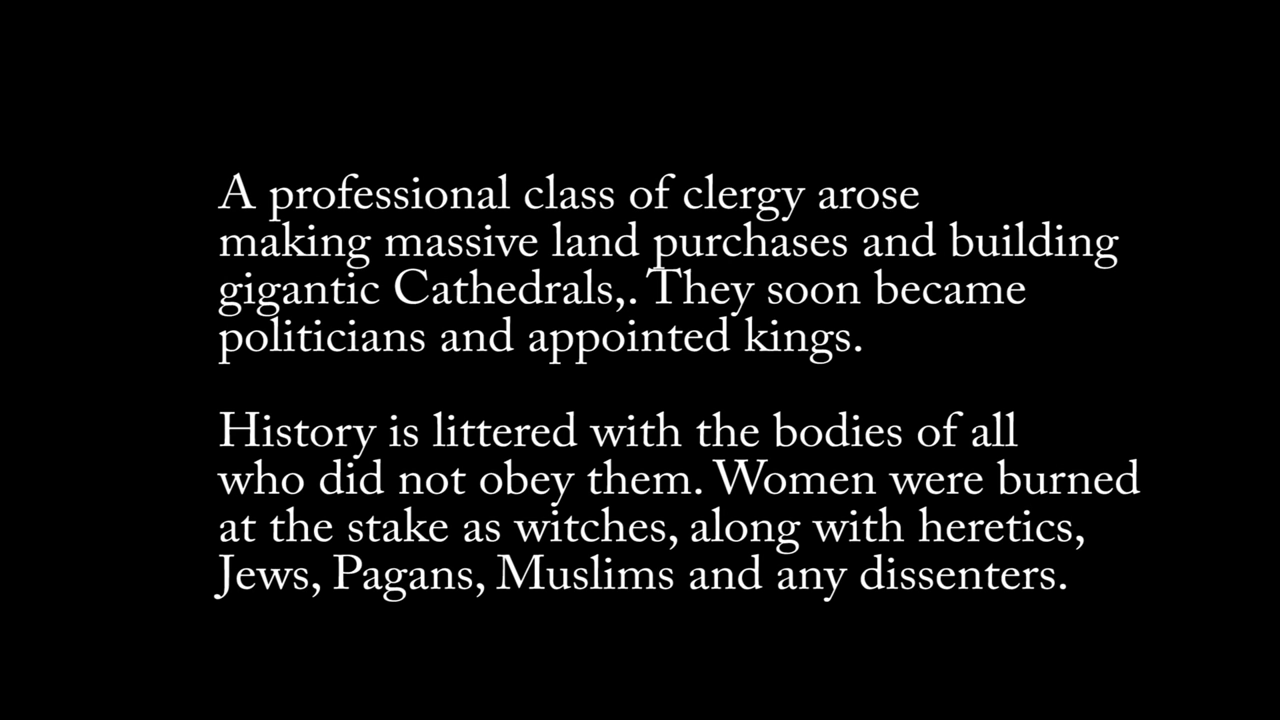 A professional class of clergy arose
making massive land purchases and building
gigantic Cathedrals,. They soon became
politicians and appointed kings.
History is littered with the bodies of all
who did not obey them. Women were burned
at the stake as witches, along with heretics,
Jews, Pagans, Muslims and any dissenters.